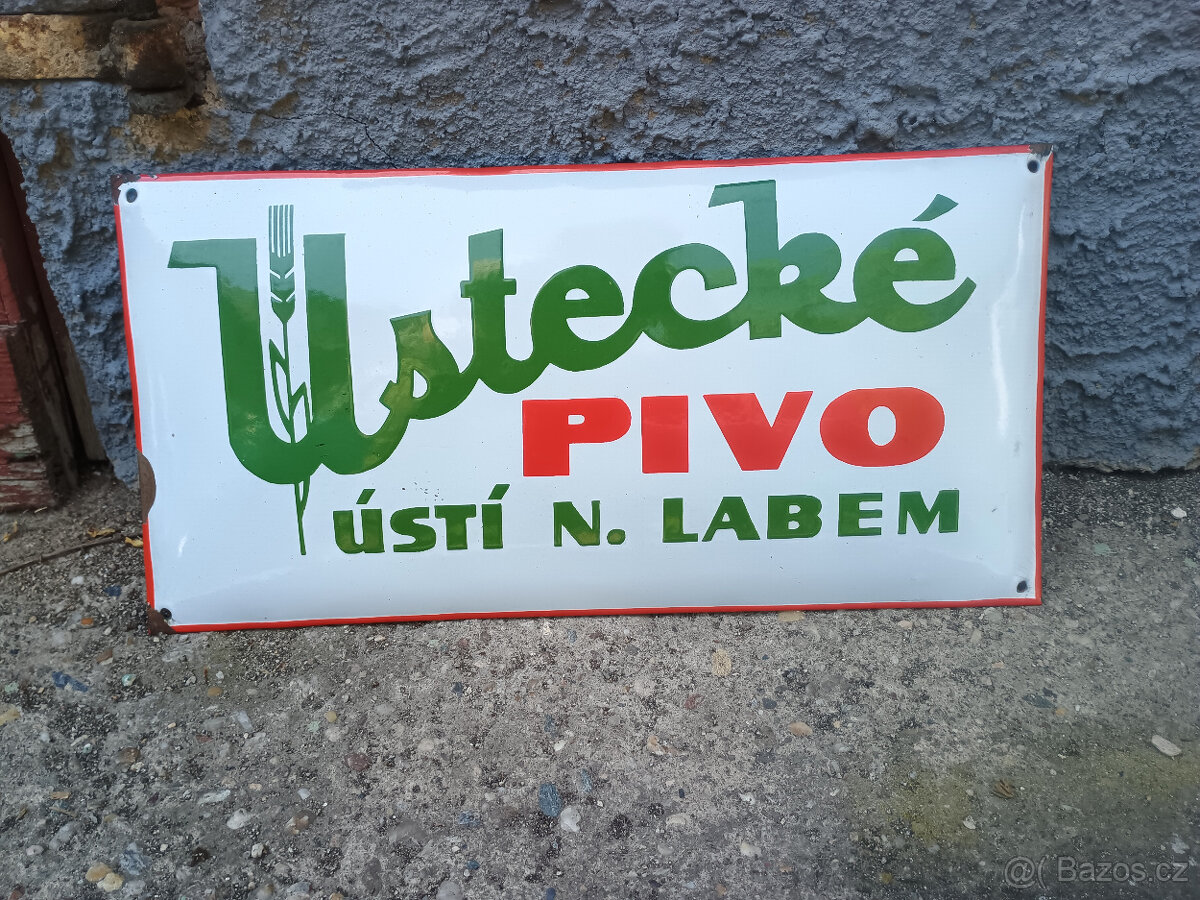 Ustecké
PIVO
ÚSTÍ N. LABEM
@( Bazos.cz